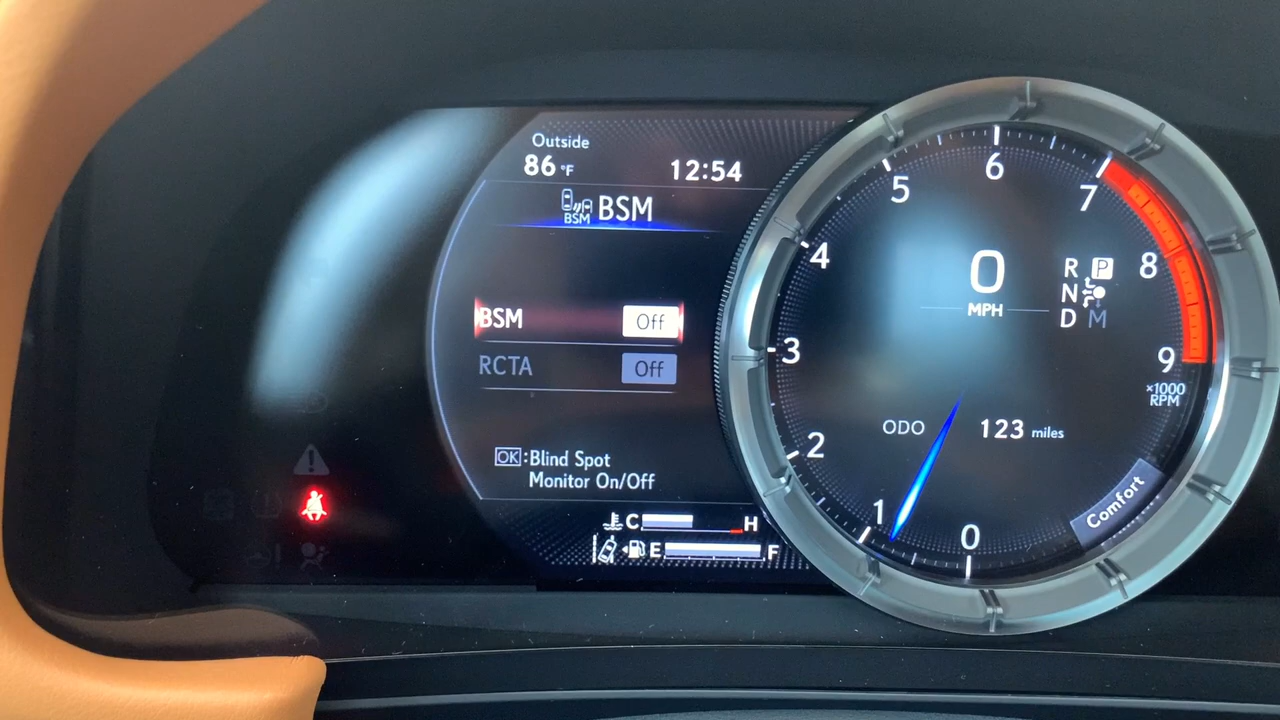 Outside
86 °F 12:54
BSM BSM
BSM Off
RCTA Off
OK :Blind Spot
Monitor On/Off
C H
E F
6
5 7
4 8
0
MPH
R P
N
D M
3 9
×1000
RPM
ODO 123 miles
2
1 0
Comfort